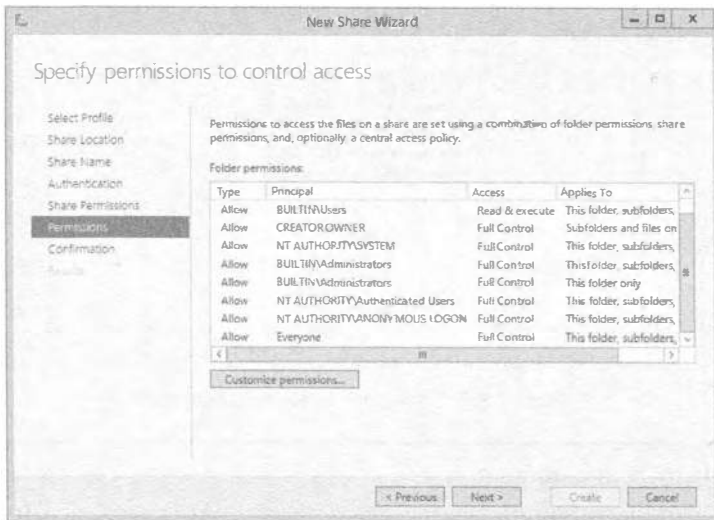 New Share Wizard
Specify permissions to control access
Select Profile
Share Location
Share Name
Authentication
Share Permissions
Permissions
Confirmation
Results
Permissions to access the files on a share are set using a combination of folder permissions, share
permissions, and, optionally, a central access policy.
Folder permissions:
Type Principal Access Applies To
Allow BUILTIN\Users Read & execute This folder, subfolders,
Allow CREATOR OWNER Full Control Subfolders and files on
Allow NT AUTHORITY\SYSTEM Full Control This folder, subfolders,
Allow BUILTIN\Administrators Full Control This folder, subfolders,
Allow BUILTIN\Administrators Full Control This folder only
Allow NT AUTHORITY\Authenticated Users Full Control This folder, subfolders,
Allow NT AUTHORITY\ANONYMOUS LOGON Full Control This folder, subfolders,
Allow Everyone Full Control This folder, subfolders,
Customize permissions...
< Previous Next > Create Cancel